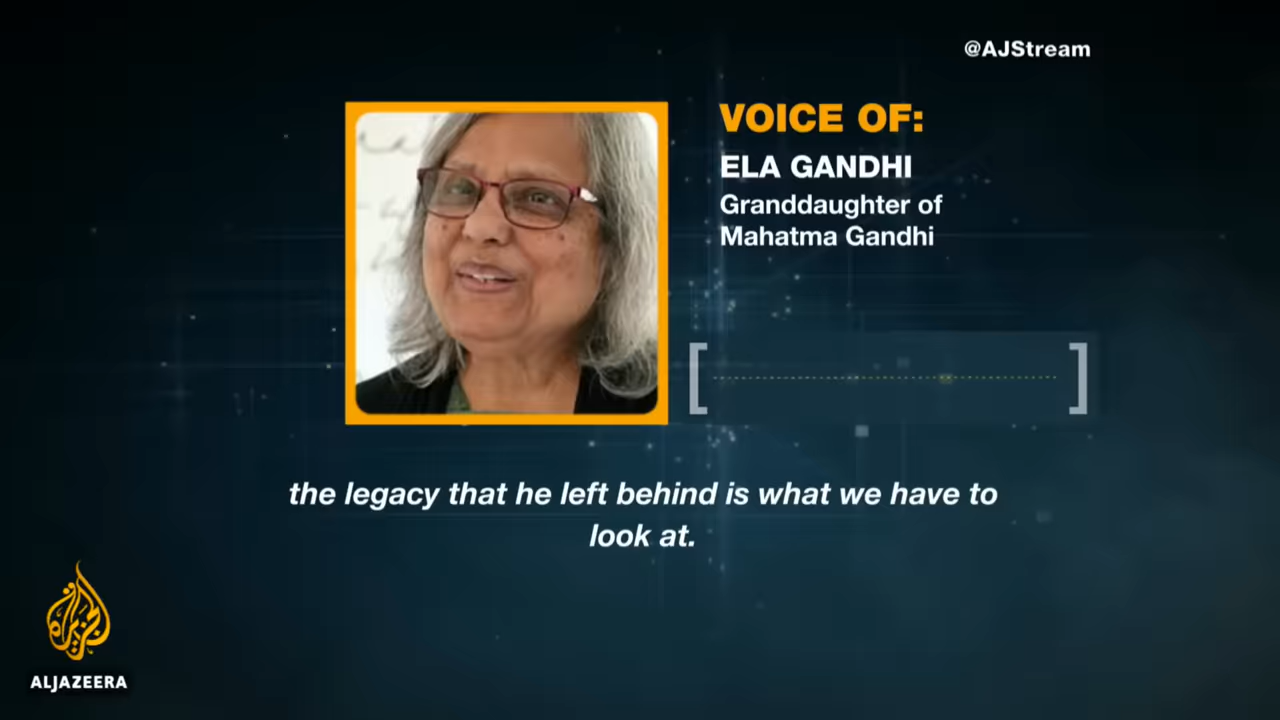 @AJStream
VOICE OF:
ELA GANDHI
Granddaughter of
Mahatma Gandhi
the legacy that he left behind is what we have to
look at.
الجزيرة
ALJAZEERA